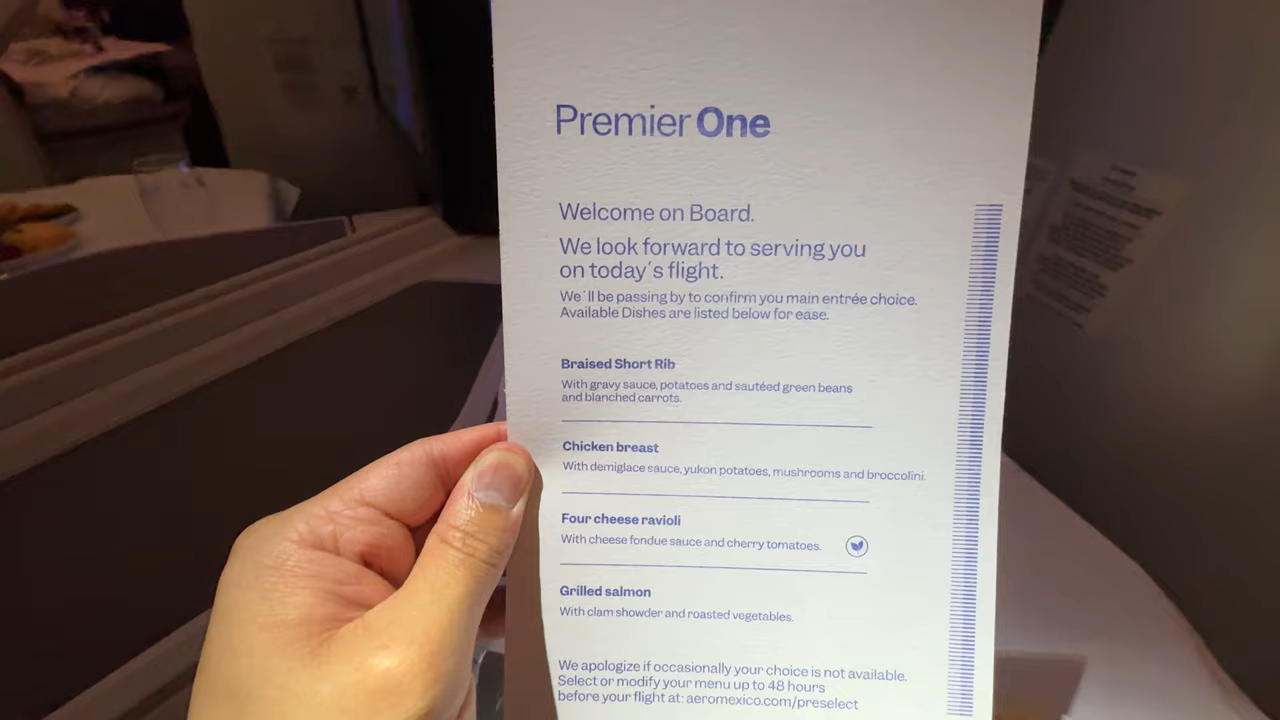 Premier One
Welcome on Board.
We look forward to serving you
on today´s flight.
We´ll be passing by to confirm you main entrée choice.
Available Dishes are listed below for ease.
Braised Short Rib
With gravy sauce, potatoes and sautéed green beans
and blanched carrots.
Chicken breast
With demiglace sauce, yukon potatoes, mushrooms and broccolini.
Four cheese ravioli
With cheese fondue sauce and cherry tomatoes.
Grilled salmon
With clam showder and roasted vegetables.
We apologize if occasionally your choice is not available.
Select or modify your menu up to 48 hours
before your flight at: aeromexico.com/preselect